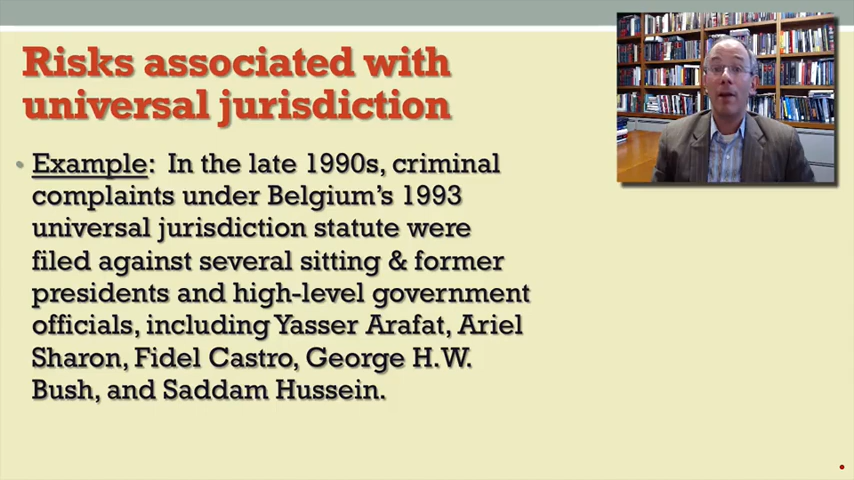 Risks associated with
universal jurisdiction
• Example: In the late 1990s, criminal
complaints under Belgium's 1993
universal jurisdiction statute were
filed against several sitting & former
presidents and high-level government
officials, including Yasser Arafat, Ariel
Sharon, Fidel Castro, George H.W.
Bush, and Saddam Hussein.